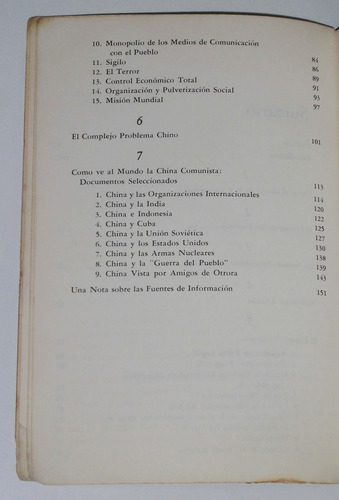 10. Monopolio de los Medios de Comunicación
con el Pueblo 84
11. Sigilo 86
12. El Terror 89
13. Control Económico Total 91
14. Organización y Pulverización Social 93
15. Misión Mundial 97
6
El Complejo Problema Chino 101
7
Como ve al Mundo la China Comunista:
Documentos Seleccionados 113
1. China y las Organizaciones Internacionales 114
2. China y la India 120
3. China e Indonesia 122
4. China y Cuba 125
5. China y la Unión Soviética 127
6. China y los Estados Unidos 130
7. China y las Armas Nucleares 138
8. China y la "Guerra del Pueblo" 139
9. China Vista por Amigos de Otrora 143
Una Nota sobre las Fuentes de Información 151